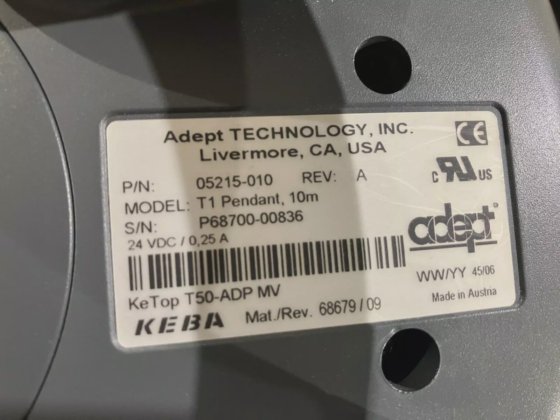 Adept TECHNOLOGY, INC.
Livermore, CA, USA
CE
P/N: 05215-010 REV: A
MODEL: T1 Pendant, 10m
S/N: P68700-00836
24 VDC / 0,25 A
C RU US
adept
WW/YY 45/06
Made in Austria
KeTop T50-ADP MV
KEBA Mat./Rev. 68679 / 09